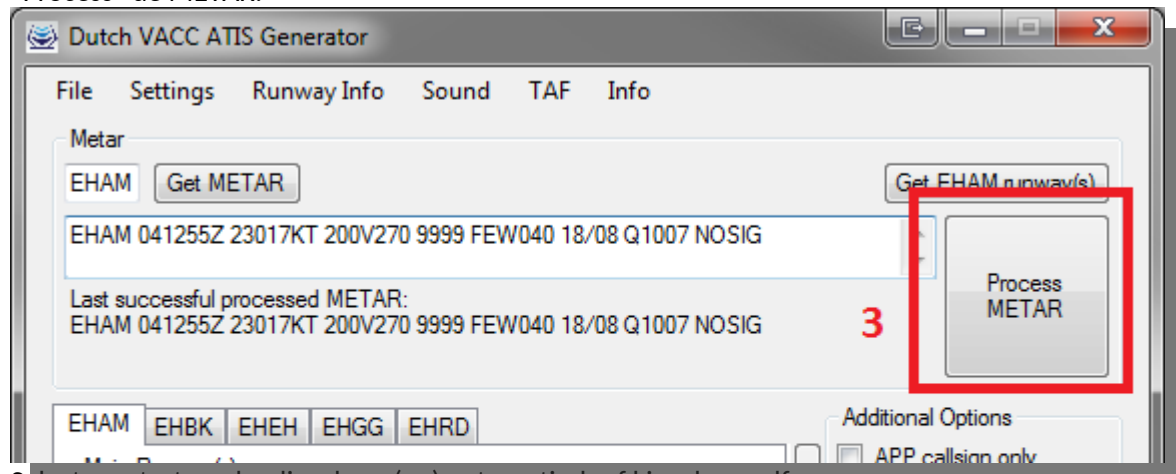 Dutch VACC ATIS Generator
File Settings Runway Info Sound TAF Info
Metar
EHAM Get METAR Get EHAM runway(s)
EHAM 041255Z 23017KT 200V270 9999 FEW040 18/08 Q1007 NOSIG
Process METAR
Last successful processed METAR:
EHAM 041255Z 23017KT 200V270 9999 FEW040 18/08 Q1007 NOSIG
3
EHAM EHBK EHEH EHGG EHRD
Additional Options
APP callsign only